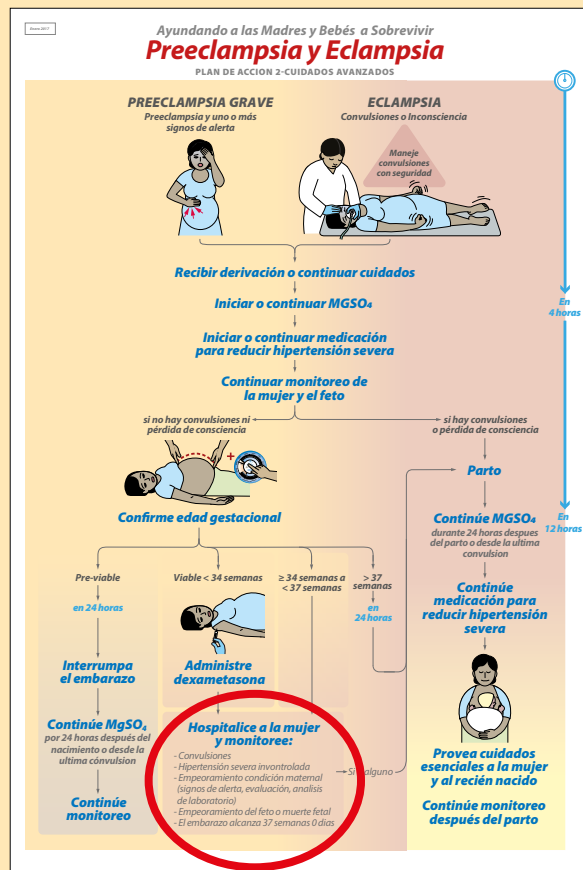 Enero 2017
Ayundando a las Madres y Bebés a Sobrevivir
Preeclampsia y Eclampsia
PLAN DE ACCION 2-CUIDADOS AVANZADOS
PREECLAMPSIA GRAVE
Preeclampsia y uno o más
signos de alerta
ECLAMPSIA
Convulsiones o Inconsciencia
Maneje
convulsiones
con seguridad
Recibir derivación o continuar cuidados
Iniciar o continuar MGSO₄
En
4 horas
Iniciar o continuar medicación
para reducir hipertensión severa
Continuar monitoreo de
la mujer y el feto
si no hay convulsiones ni
pérdida de consciencia
si hay convulsiones
o pérdida de consciencia
Confirme edad gestacional
Pre-viable
en 24 horas
Interrumpa
el embarazo
Continúe MgSO₄
por 24 horas después del
nacimiento o desde la
ultima cónvulsion
Continúe
monitoreo
Viable < 34 semanas
Administre
dexametasona
≥ 34 semanas a
< 37 semanas
> 37
semanas
en
24 horas
Hospitalice a la mujer
y monitoree:
- Convulsiones
- Hipertensión severa invontrolada
- Empeoramiento condición maternal
(signos de alerta, evaluación, analisis
de laboratorio)
- Empeoramiento del feto o muerte fetal
- El embarazo alcanza 37 semanas 0 dias
Si alguno
Parto
En
12 horas
Continúe MGSO₄
durante 24 horas despues
del parto o desde la ultima
convulsion
Continúe
medicación para
reducir hipertensión
severa
Provea cuidados
esenciales a la mujer
y al recién nacido
Continúe monitoreo
después del parto